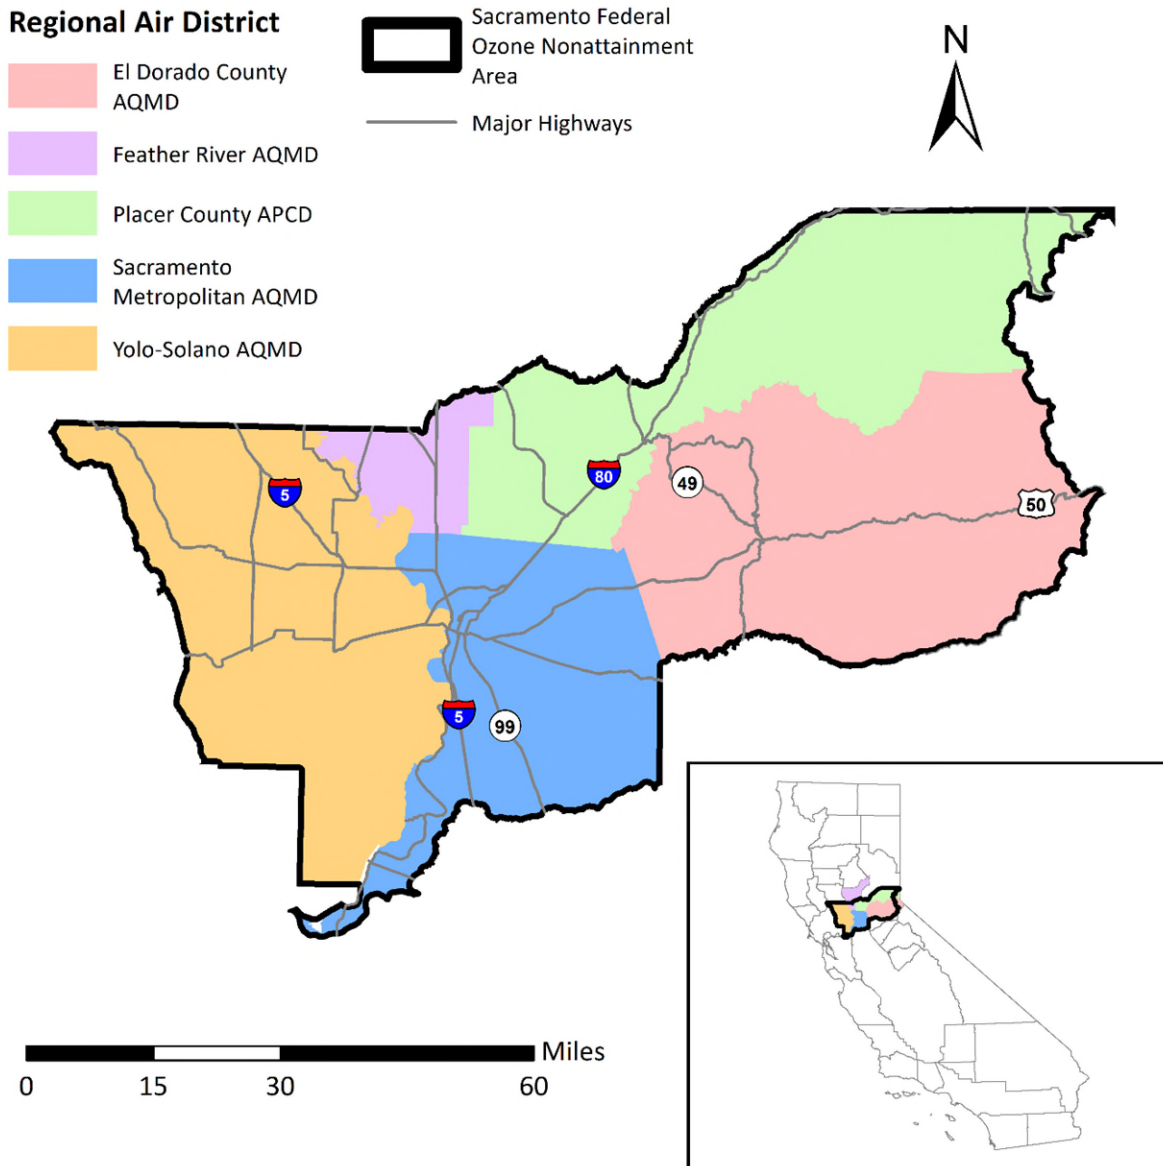 Regional Air District
El Dorado County
AQMD
Feather River AQMD
Placer County APCD
Sacramento
Metropolitan AQMD
Yolo-Solano AQMD
Sacramento Federal
Ozone Nonattainment
Area
Major Highways
N
80
49
5
50
5
99
Miles
0 15 30 60